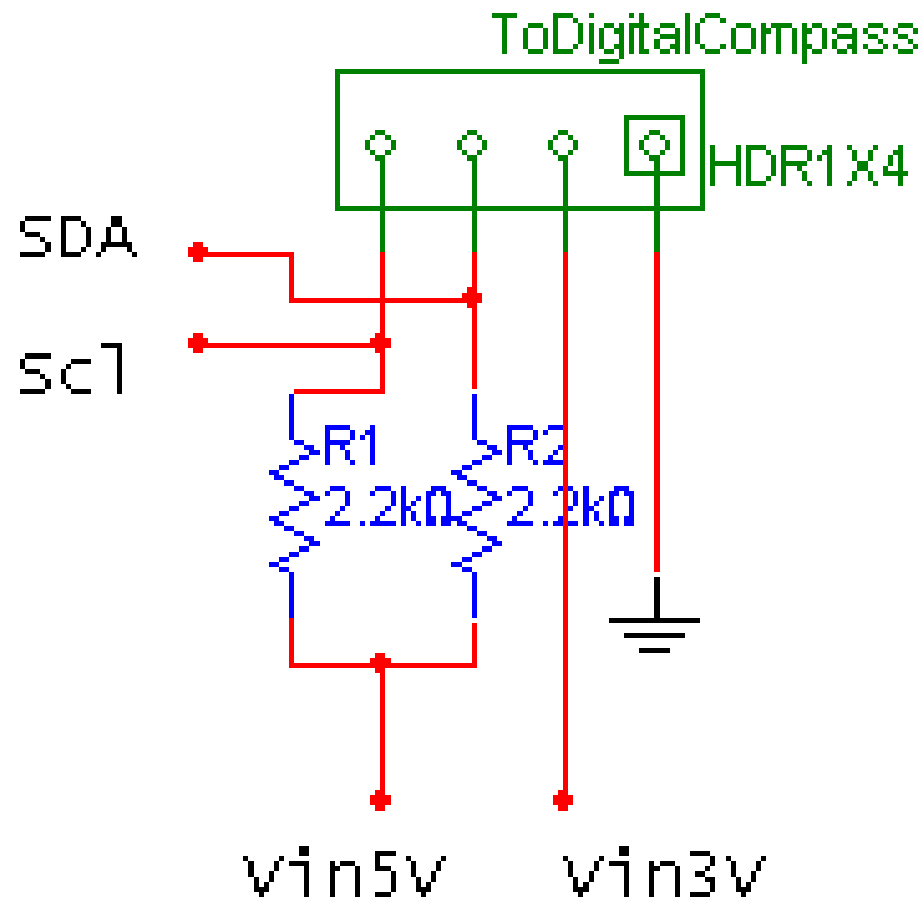 ToDigitalCompass
HDR1X4
SDA
Scl
R1
2.2kΩ
R2
2.2kΩ
Vin5V
Vin3V